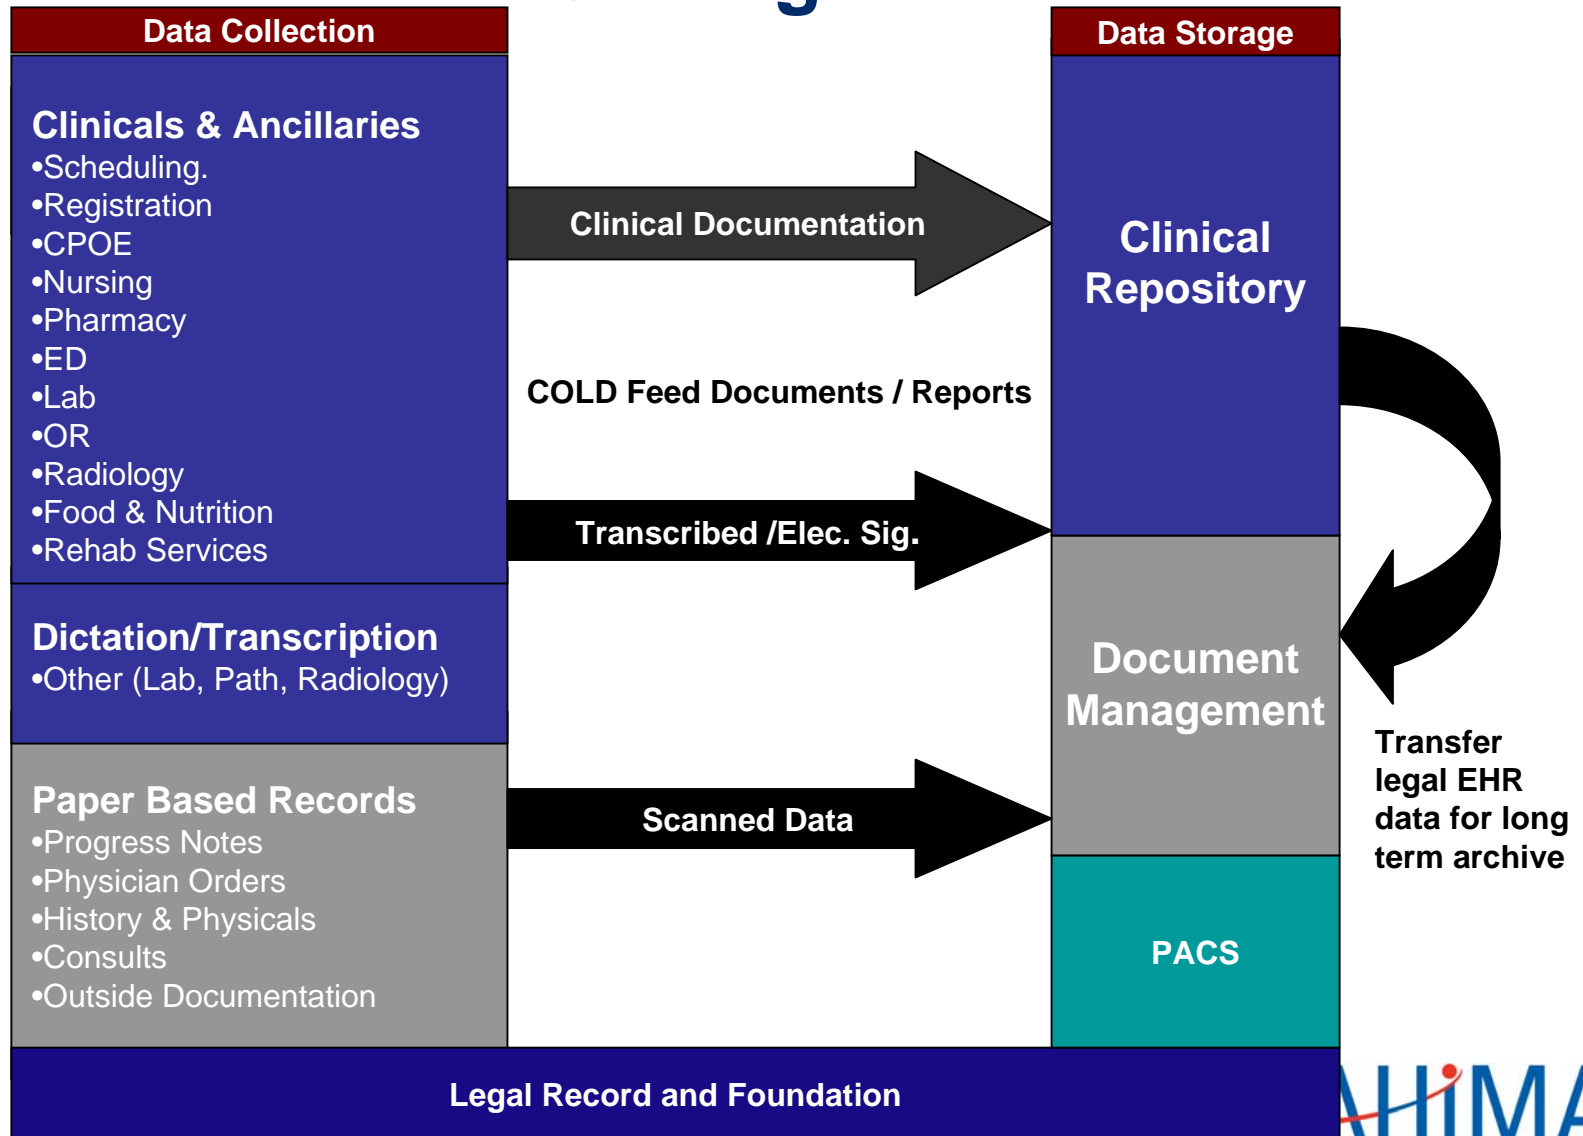 Data Collection
Clinicals & Ancillaries
•Scheduling.
•Registration
•CPOE
•Nursing
•Pharmacy
•ED
•Lab
•OR
•Radiology
•Food & Nutrition
•Rehab Services
Dictation/Transcription
•Other (Lab, Path, Radiology)
Paper Based Records
•Progress Notes
•Physician Orders
•History & Physicals
•Consults
•Outside Documentation
Clinical Documentation
COLD Feed Documents / Reports
Transcribed /Elec. Sig.
Scanned Data
Data Storage
Clinical
Repository
Document
Management
PACS
Transfer
legal EHR
data for long
term archive
Legal Record and Foundation
AHIMA